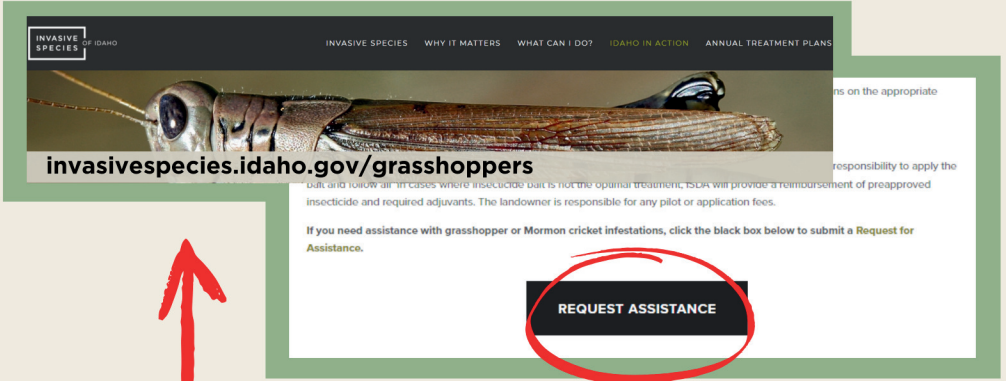 INVASIVE
SPECIES OF IDAHO
INVASIVE SPECIES WHY IT MATTERS WHAT CAN I DO? IDAHO IN ACTION ANNUAL TREATMENT PLANS
invasivespecies.idaho.gov/grasshoppers
ns on the appropriate
responsibility to apply the
bait and follow all in cases where insecticide bait is not the optimal treatment, ISDA will provide a reimbursement of preapproved
insecticide and required adjuvants. The landowner is responsible for any pilot or application fees.
If you need assistance with grasshopper or Mormon cricket infestations, click the black box below to submit a Request for
Assistance.
REQUEST ASSISTANCE